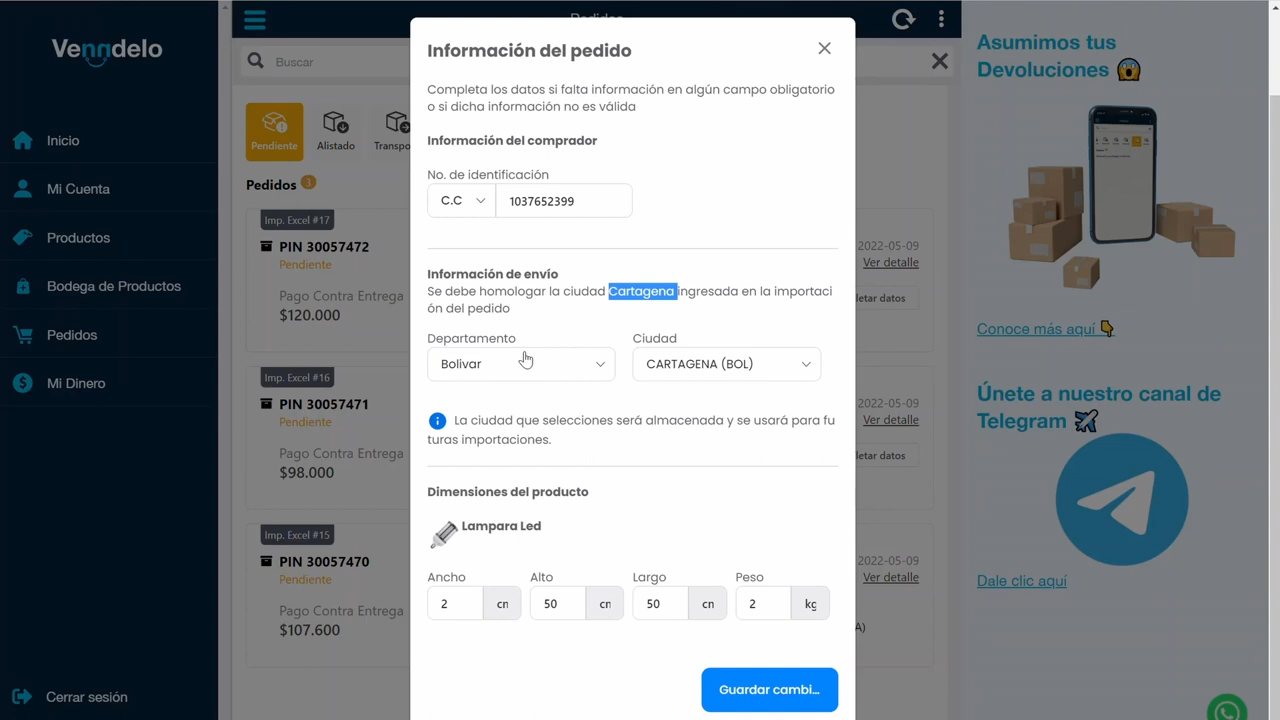 Venndelo
Inicio
Mi Cuenta
Productos
Bodega de Productos
Pedidos
Mi Dinero
Cerrar sesión
Buscar
Pendiente
Alistado
Transpo
Pedidos 3
Imp. Excel #17
PIN 30057472
Pendiente
Pago Contra Entrega
$120.000
2022-05-09
Ver detalle
letar datos
Imp. Excel #16
PIN 30057471
Pendiente
Pago Contra Entrega
$98.000
2022-05-09
Ver detalle
letar datos
Imp. Excel #15
PIN 30057470
Pendiente
Pago Contra Entrega
$107.600
2022-05-09
Ver detalle
A)
Información del pedido
Completa los datos si falta información en algún campo obligatorio
o si dicha información no es válida
Información del comprador
No. de identificación
C.C 1037652399
Información de envío
Se debe homologar la ciudad Cartagena ingresada en la importaci
ón del pedido
Departamento Ciudad
Bolivar CARTAGENA (BOL)
La ciudad que selecciones será almacenada y se usará para fu
turas importaciones.
Dimensiones del producto
Lampara Led
Ancho Alto Largo Peso
2 cn 50 cn 50 cn 2 kg
Guardar cambi...
Asumimos tus
Devoluciones 😱
Conoce más aquí 👇
Únete a nuestro canal de
Telegram ✈️
Dale clic aquí